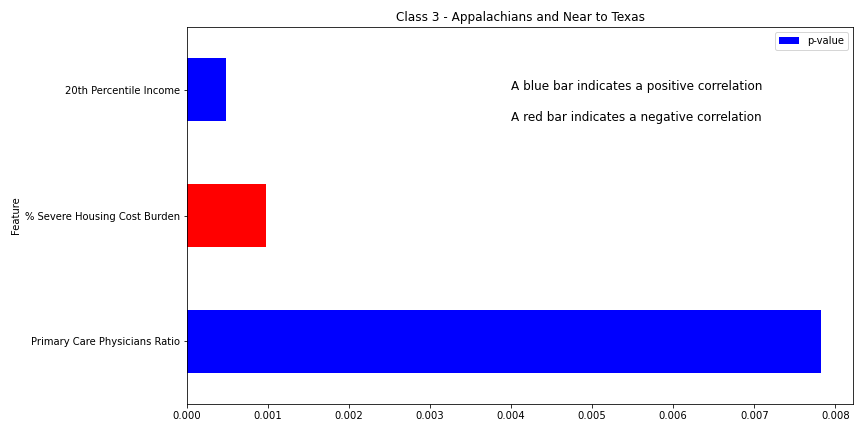 Class 3 - Appalachians and Near to Texas
p-value
20th Percentile Income
A blue bar indicates a positive correlation
A red bar indicates a negative correlation
Feature
% Severe Housing Cost Burden
Primary Care Physicians Ratio
0.000 0.001 0.002 0.003 0.004 0.005 0.006 0.007 0.008